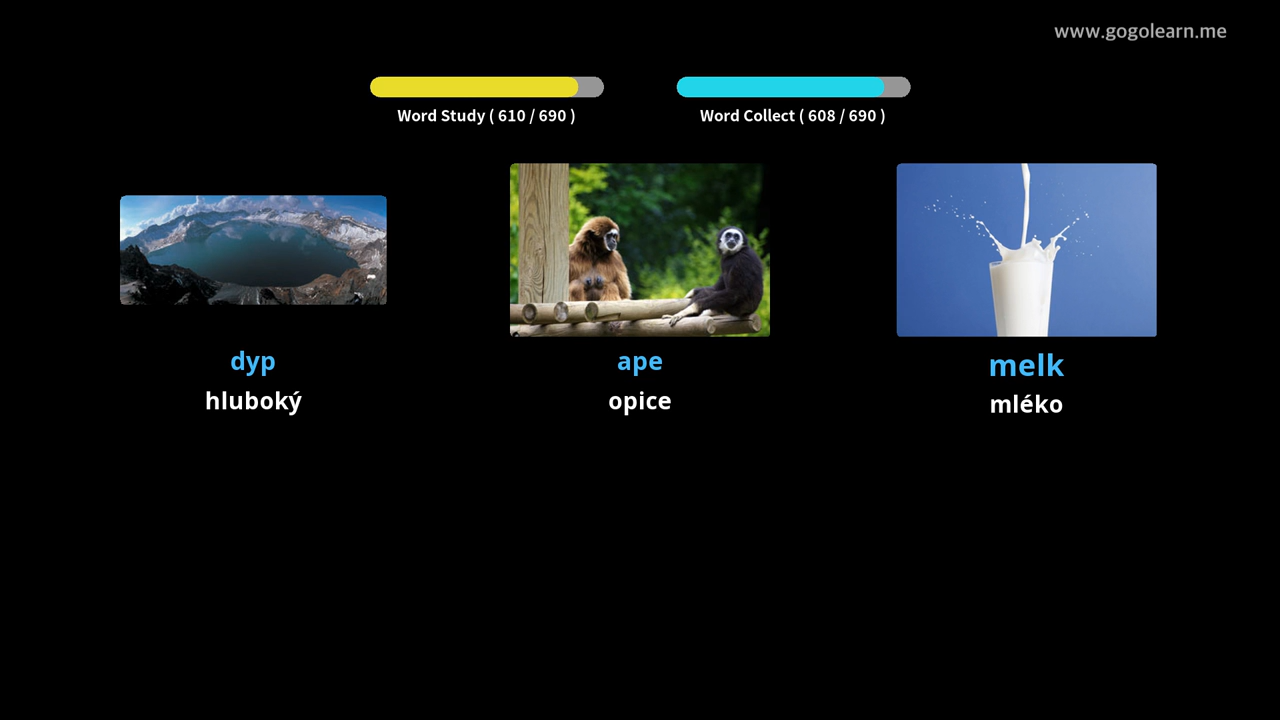 www.gogolearn.me
Word Study ( 610 / 690 )
Word Collect ( 608 / 690 )
dyp
hluboký
ape
opice
melk
mléko